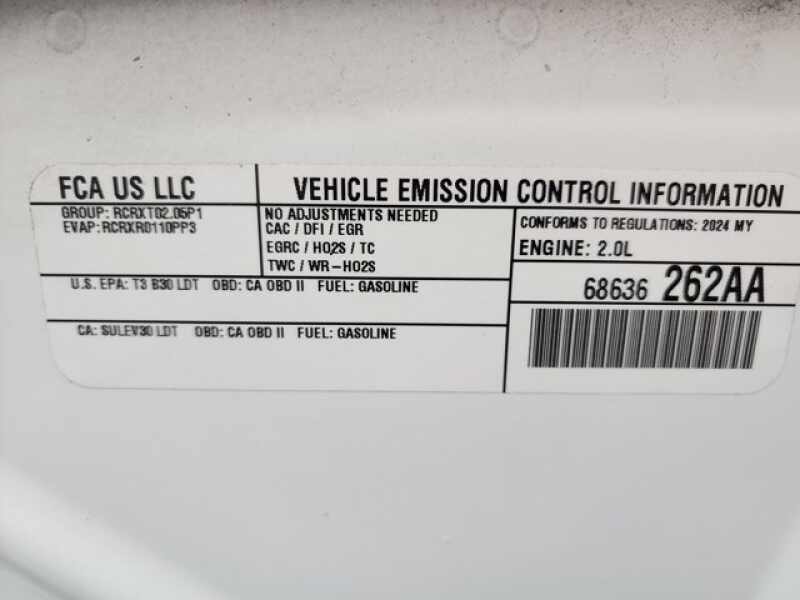 FCA US LLC
VEHICLE EMISSION CONTROL INFORMATION
GROUP: RCRXT02.05P1
EVAP: RCRXR0110PP3
NO ADJUSTMENTS NEEDED
CAC / DFI / EGR
EGRC / HO2S / TC
TWC / WR-HO2S
CONFORMS TO REGULATIONS: 2024 MY
ENGINE: 2.0L
U.S. EPA: T3 B30 LDT OBD: CA OBD II FUEL: GASOLINE
68636 262AA
CA: SULEV30 LDT OBD: CA OBD II FUEL: GASOLINE